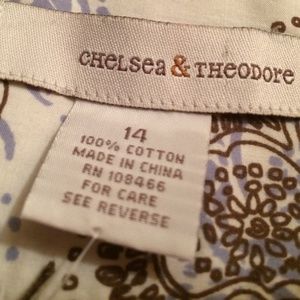 CHELSEA & THEODORE
14
100% COTTON
MADE IN CHINA
RN 108466
FOR CARE
SEE REVERSE